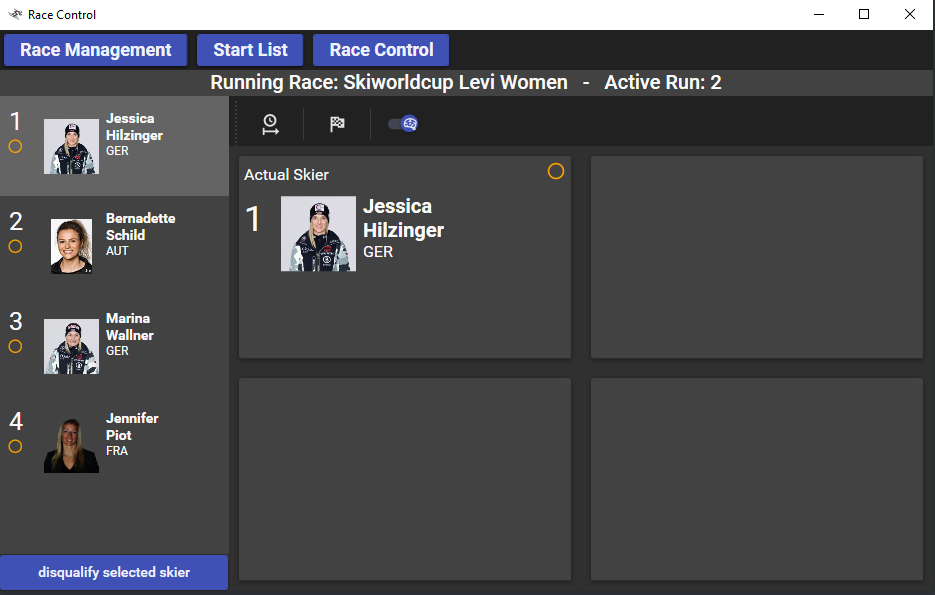 Race Control
Race Management
Start List
Race Control
Running Race: Skiworldcup Levi Women - Active Run: 2
1
Jessica
Hilzinger
GER
2
Bernadette
Schild
AUT
3
Marina
Wallner
GER
4
Jennifer
Piot
FRA
disqualify selected skier
Actual Skier
1
Jessica
Hilzinger
GER